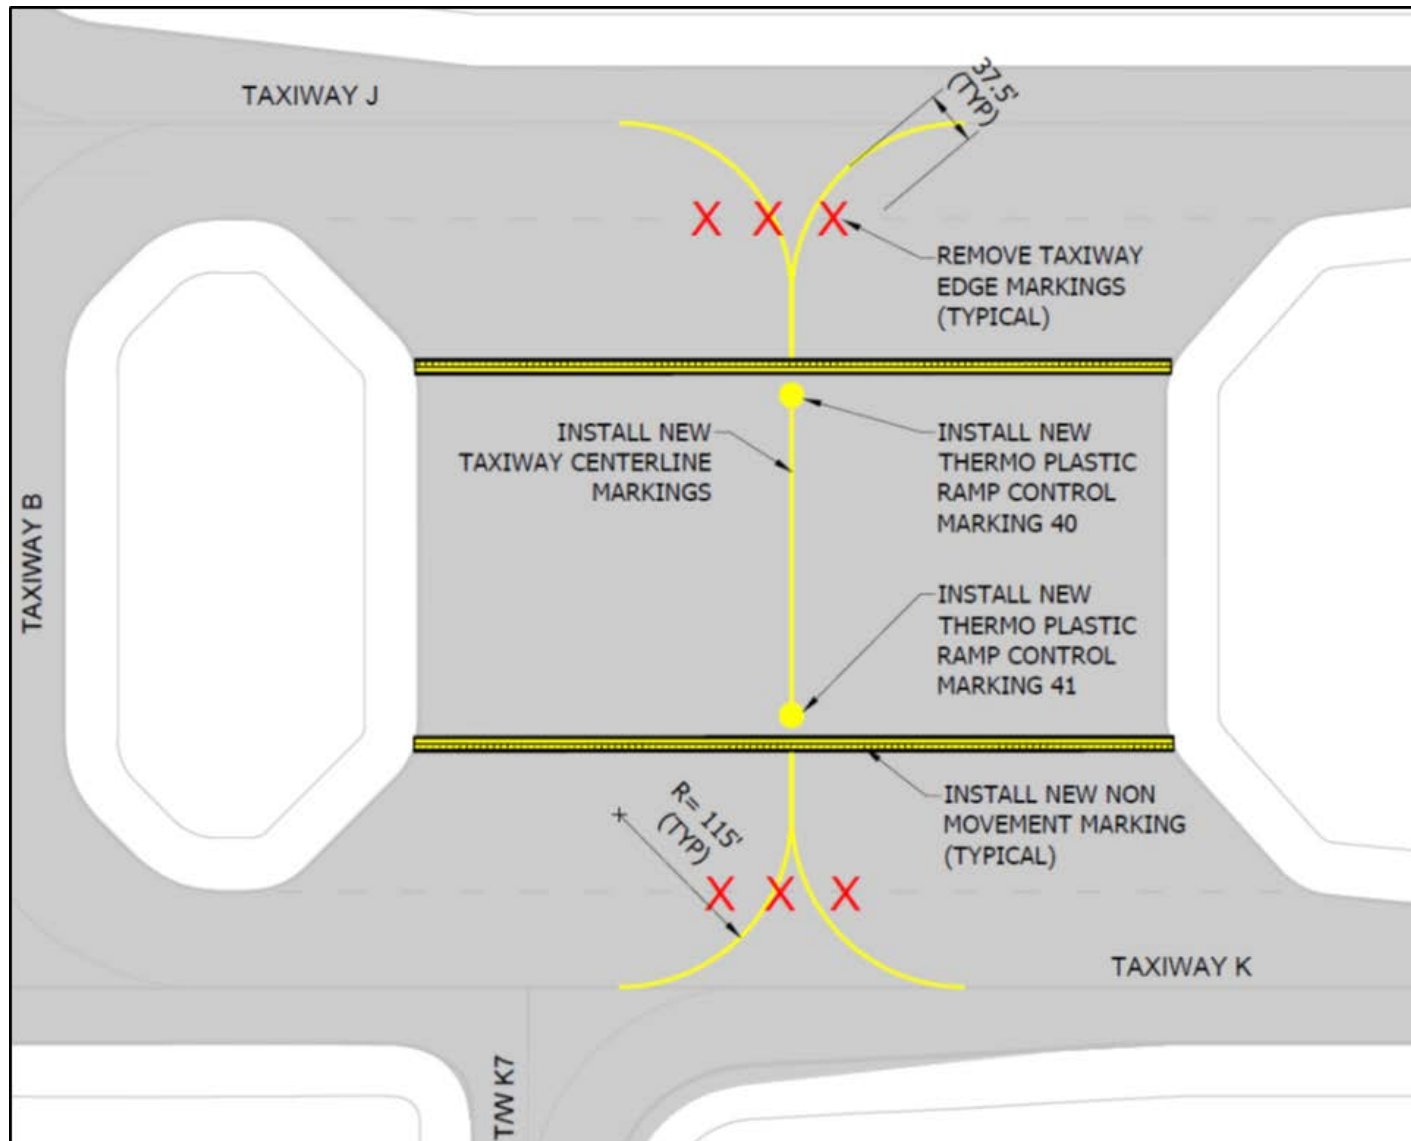 TAXIWAY J
37.5'
(TYP)
X X X
REMOVE TAXIWAY
EDGE MARKINGS
(TYPICAL)
INSTALL NEW
TAXIWAY CENTERLINE
MARKINGS
INSTALL NEW
THERMO PLASTIC
RAMP CONTROL
MARKING 40
TAXIWAY B
INSTALL NEW
THERMO PLASTIC
RAMP CONTROL
MARKING 41
R= 115'
(TYP)
INSTALL NEW NON
MOVEMENT MARKING
(TYPICAL)
X X X
TAXIWAY K
T/W K7